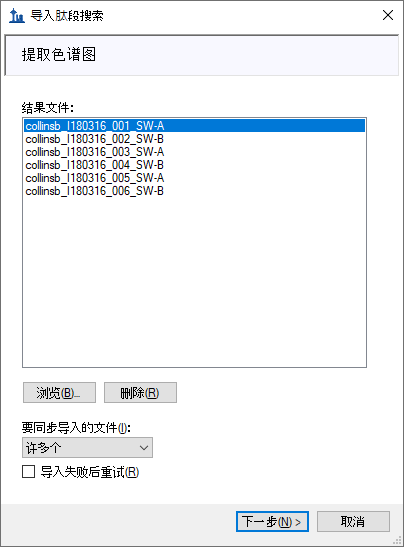 导入肽段搜索
提取色谱图
结果文件:
collinsb_I180316_001_SW-A
collinsb_I180316_002_SW-B
collinsb_I180316_003_SW-A
collinsb_I180316_004_SW-B
collinsb_I180316_005_SW-A
collinsb_I180316_006_SW-B
浏览(B)... 删除(R)
要同步导入的文件(I):
许多个
导入失败后重试(R)
下一步(N) > 取消